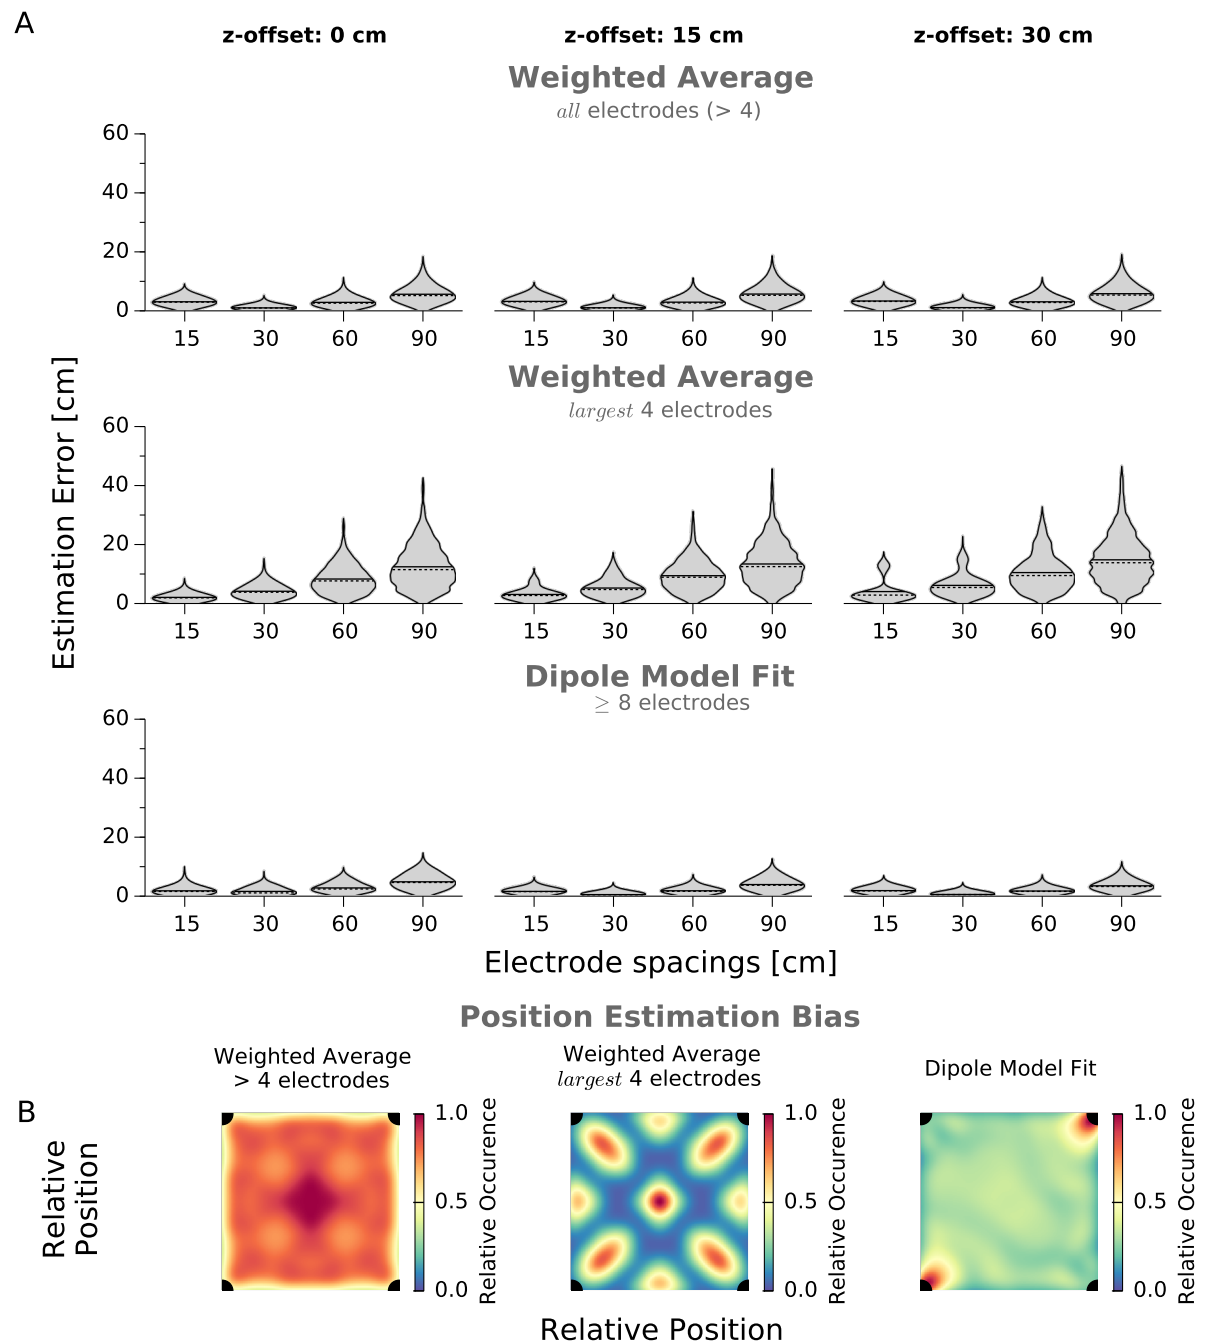 A
z-offset: 0 cm
z-offset: 15 cm
z-offset: 30 cm
Weighted Average
all electrodes (> 4)
60
40
20
0
15 30 60 90
15 30 60 90
15 30 60 90
Weighted Average
largest 4 electrodes
60
40
20
0
15 30 60 90
15 30 60 90
15 30 60 90
Estimation Error [cm]
Dipole Model Fit
≥ 8 electrodes
60
40
20
0
15 30 60 90
15 30 60 90
15 30 60 90
Electrode spacings [cm]
Position Estimation Bias
B
Relative
Position
Weighted Average
> 4 electrodes
1.0
0.5
0.0
Relative Occurence
Weighted Average
largest 4 electrodes
1.0
0.5
0.0
Relative Occurence
Dipole Model Fit
1.0
0.5
0.0
Relative Occurence
Relative Position